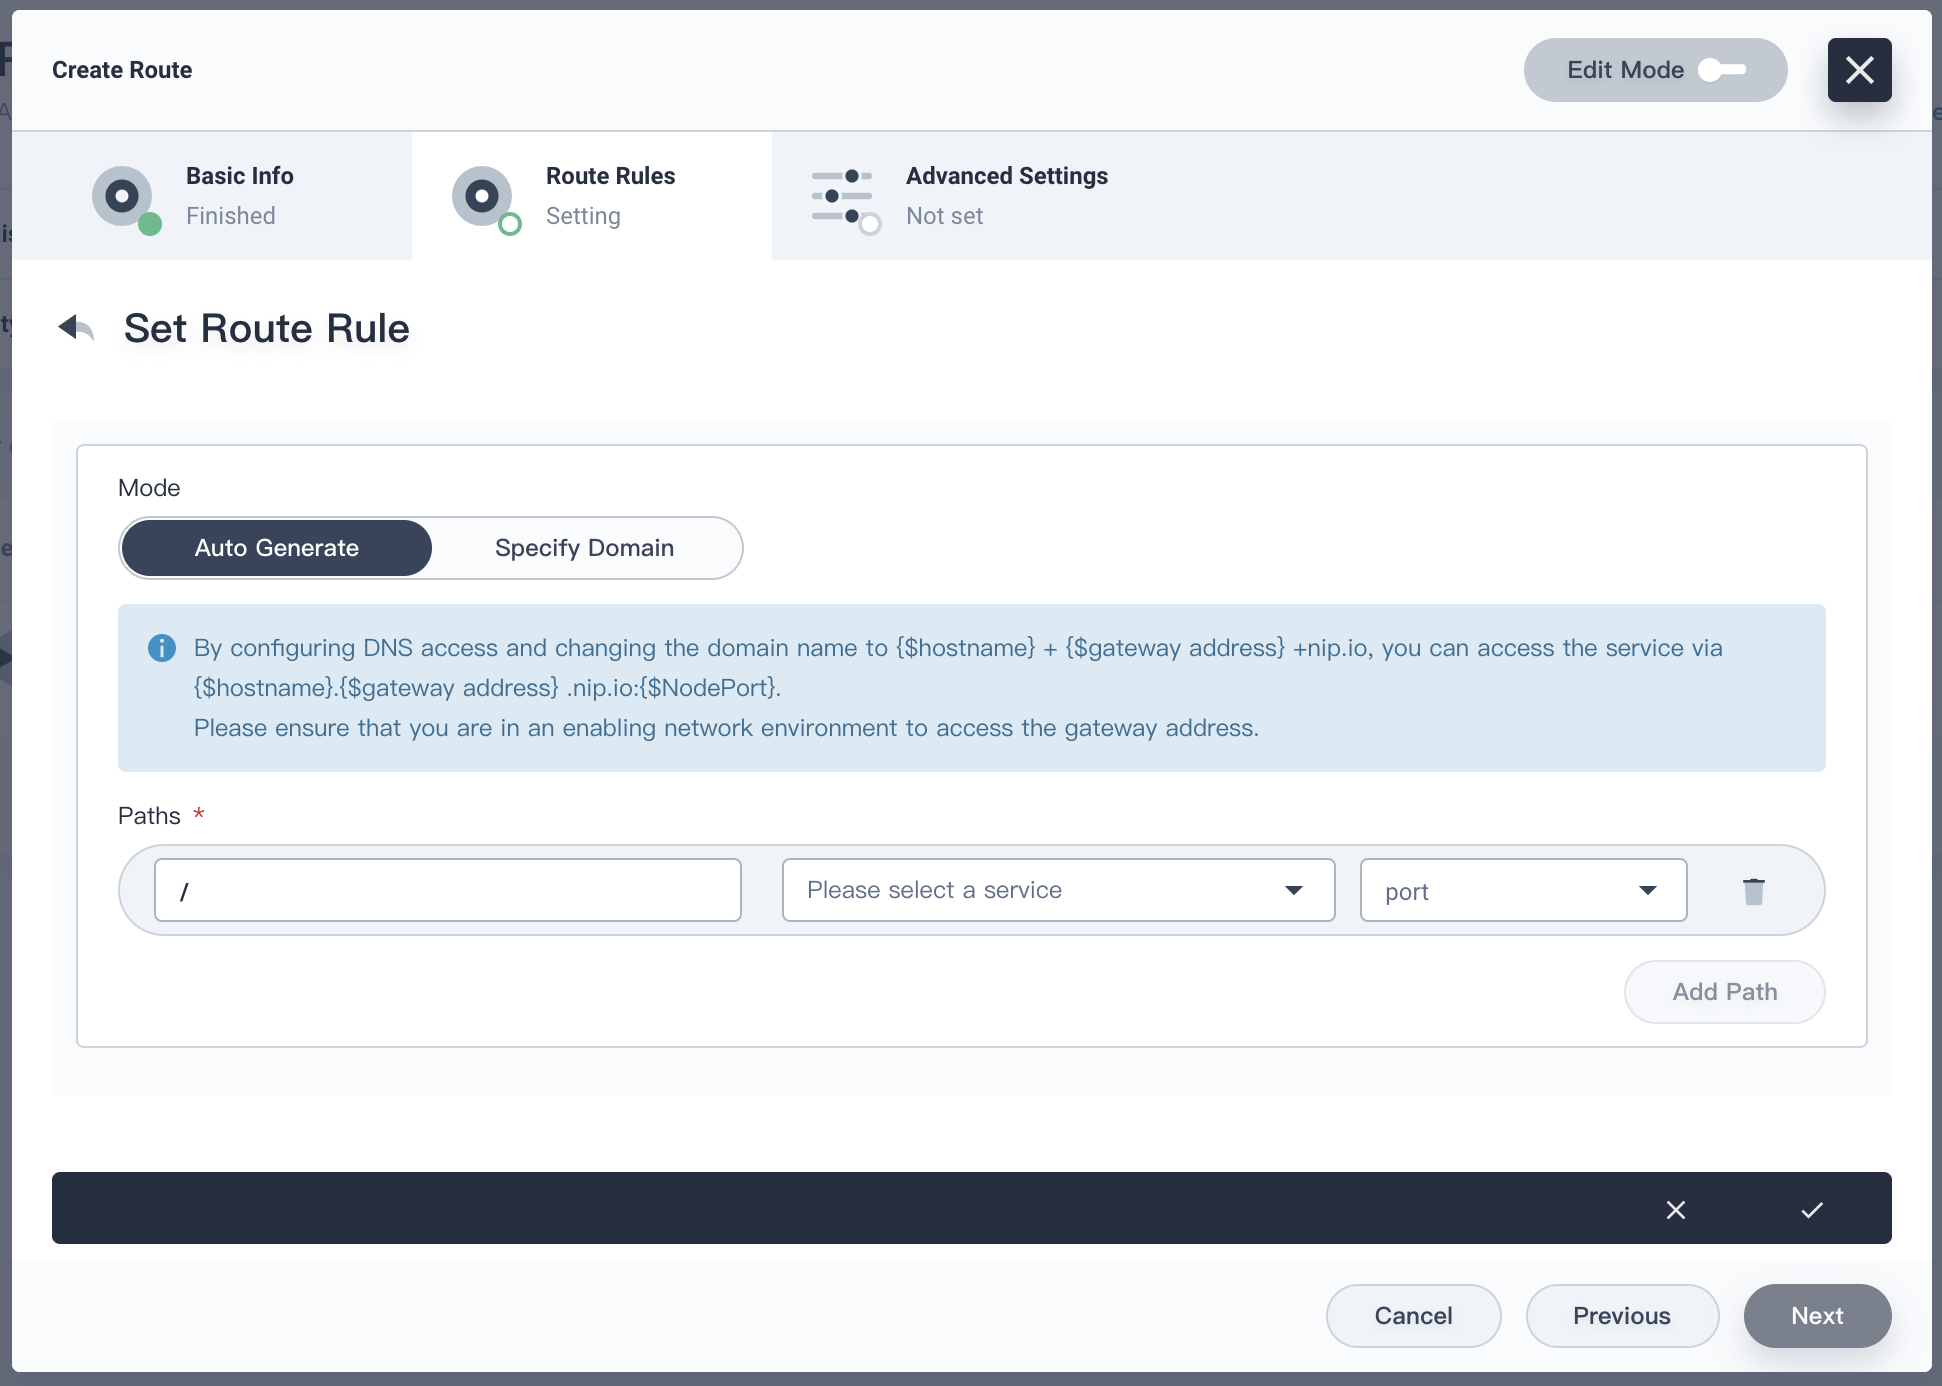 Create Route
Edit Mode
Basic Info
Finished
Route Rules
Setting
Advanced Settings
Not set
Set Route Rule
Mode
Auto Generate
Specify Domain
By configuring DNS access and changing the domain name to {$hostname} + {$gateway address} +nip.io, you can access the service via
{$hostname}.{$gateway address} .nip.io:{$NodePort}.
Please ensure that you are in an enabling network environment to access the gateway address.
Paths *
/
Please select a service
port
Add Path
Cancel
Previous
Next